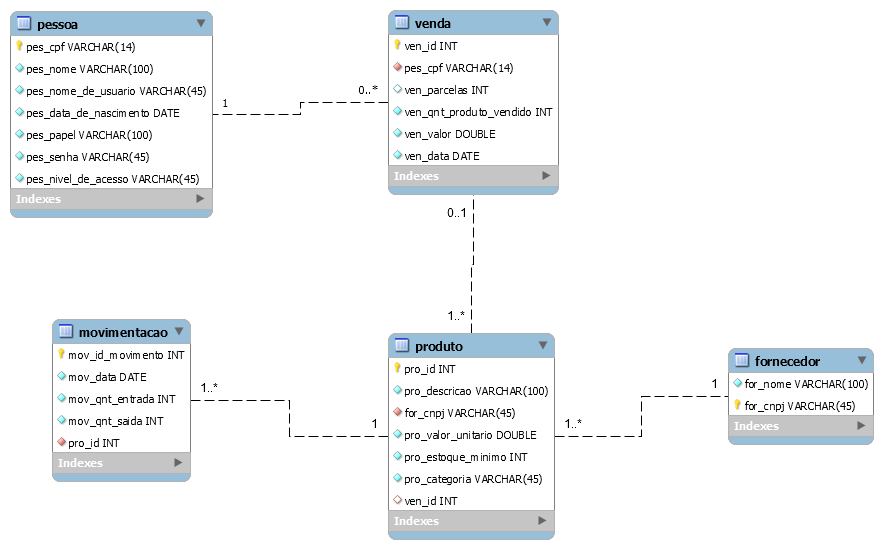 pessoa
pes_cpf VARCHAR(14)
pes_nome VARCHAR(100)
pes_nome_de_usuario VARCHAR(45)
pes_data_de_nascimento DATE
pes_papel VARCHAR(100)
pes_senha VARCHAR(45)
pes_nivel_de_acesso VARCHAR(45)
Indexes
1
0..*
venda
ven_id INT
pes_cpf VARCHAR(14)
ven_parcelas INT
ven_qnt_produto_vendido INT
ven_valor DOUBLE
ven_data DATE
Indexes
0..1
1..*
movimentacao
mov_id_movimento INT
mov_data DATE
mov_qnt_entrada INT
mov_qnt_saida INT
pro_id INT
Indexes
1..*
1
produto
pro_id INT
pro_descricao VARCHAR(100)
for_cnpj VARCHAR(45)
pro_valor_unitario DOUBLE
pro_estoque_minimo INT
pro_categoria VARCHAR(45)
ven_id INT
Indexes
1..*
1
fornecedor
for_nome VARCHAR(100)
for_cnpj VARCHAR(45)
Indexes